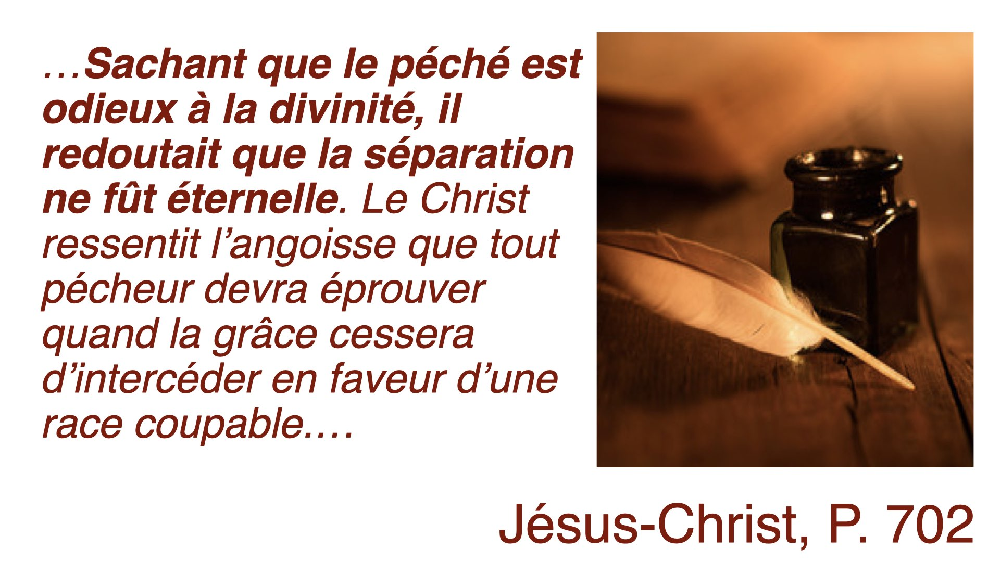 …Sachant que le péché est
odieux à la divinité, il
redoutait que la séparation
ne fût éternelle. Le Christ
ressentit l’angoisse que tout
pécheur devra éprouver
quand la grâce cessera
d’intercéder en faveur d’une
race coupable.…
Jésus-Christ, P. 702